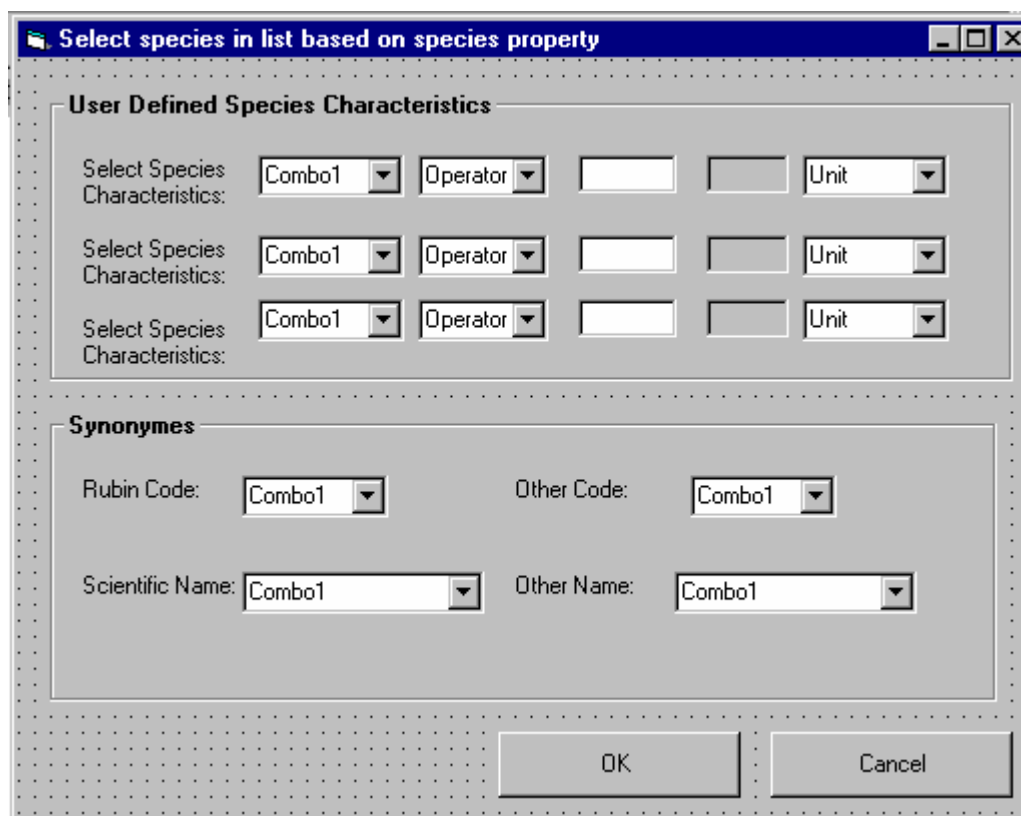 Select species in list based on species property
User Defined Species Characteristics
Select Species Combo1 Operator Unit
Characteristics:
Select Species Combo1 Operator Unit
Characteristics:
Combo1 Operator Unit
Select Species
Characteristics:
Synonymes
Rubin Code: Combo1 Other Code: Combo1
Scientific Name: Combo1 Other Name: Combo1
OK Cancel